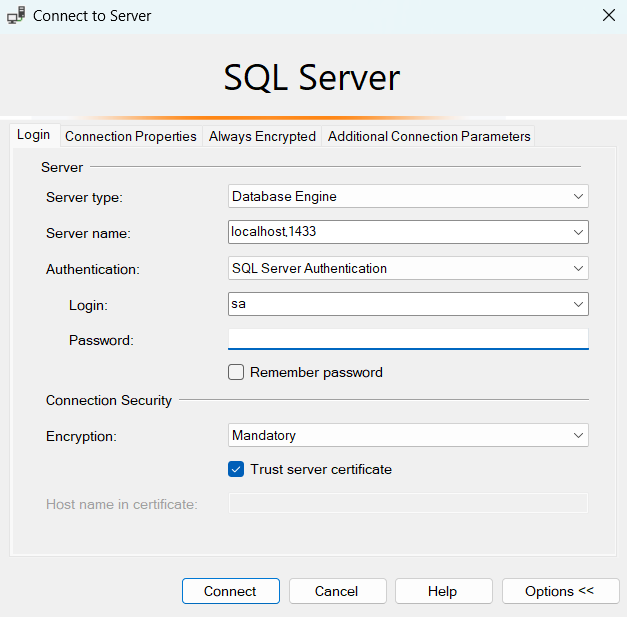 Connect to Server
SQL Server
Login Connection Properties Always Encrypted Additional Connection Parameters
Server
Server type: Database Engine
Server name: localhost,1433
Authentication: SQL Server Authentication
Login: sa
Password:
Remember password
Connection Security
Encryption: Mandatory
Trust server certificate
Host name in certificate:
Connect Cancel Help Options <<